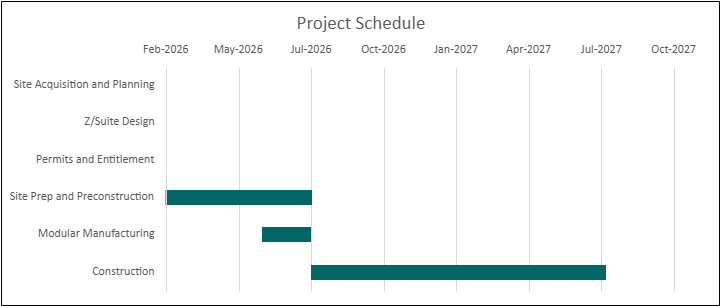 Project Schedule
Feb-2026 May-2026 Jul-2026 Oct-2026 Jan-2027 Apr-2027 Jul-2027 Oct-2027
Site Acquisition and Planning
Z/Suite Design
Permits and Entitlement
Site Prep and Preconstruction
Modular Manufacturing
Construction